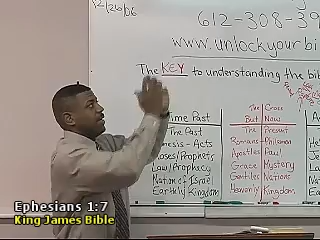 12/26/06
612-308-39
www.unlockyourbi
The KEY to understanding the bib
The Cross
Time Past But Now
The Past The Present
Genesis - Acts Romans - Philemon
Moses/Prophets Apostle Paul
Law/Prophecy Grace Mystery
Nation of Israel Gentiles Nations
Earthly Kingdom Heavenly Kingdom
Ephesians 1:7
King James Bible